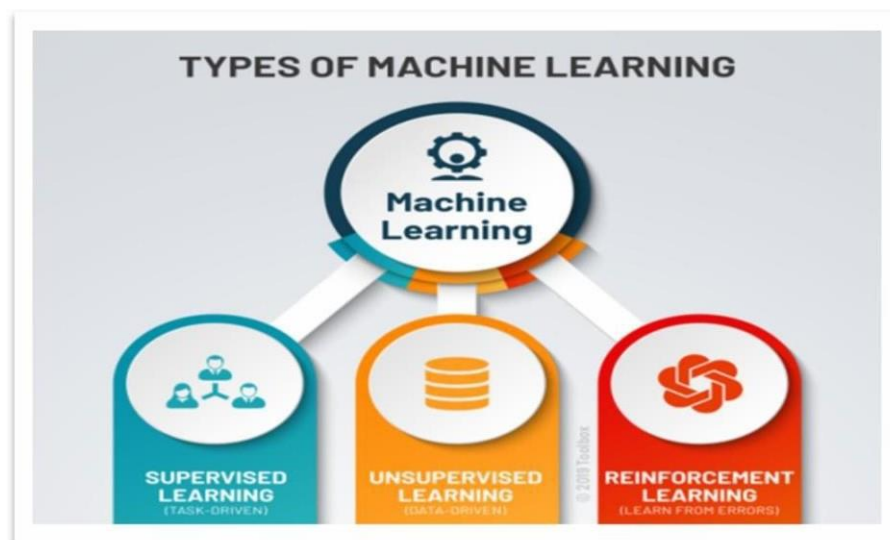 TYPES OF MACHINE LEARNING
Machine
Learning
SUPERVISED
LEARNING
(TASK-DRIVEN)
UNSUPERVISED
LEARNING
(DATA-DRIVEN)
© 2019 Toolbox
REINFORCEMENT
LEARNING
(LEARN FROM ERRORS)